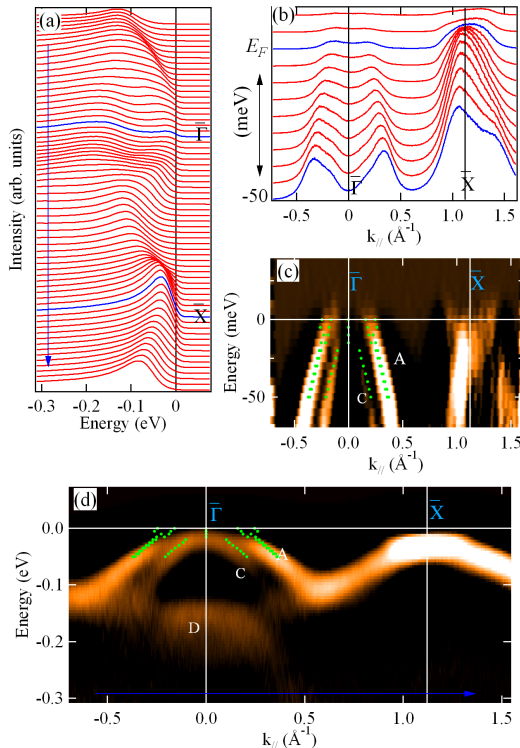 (a)
Intensity (arb. units)
Γ̅
X̅
-0.3 -0.2 -0.1 0
Energy (eV)
(b)
E_F
(meV)
-50
Γ̅
X̅
0 0.5 1.0 1.5
k// (Å-1)
(c)
Γ̅
X̅
0
-50
Energy (meV)
A
C
-0.5 0.0 0.5 1.0 1.5
k// (Å-1)
(d)
Γ̅
X̅
0.0
-0.1
-0.2
-0.3
Energy (eV)
A
C
D
-0.5 0.0 0.5 1.0 1.5
k// (Å-1)